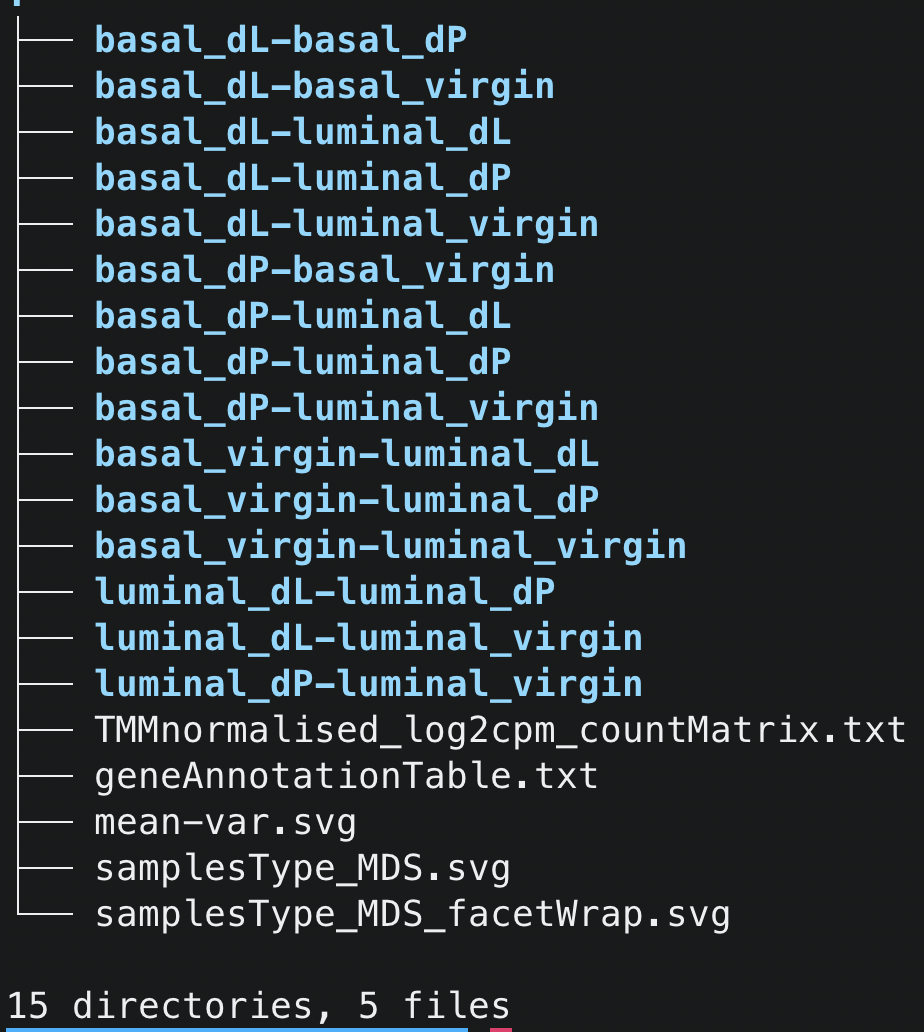 basal_dL-basal_dP
basal_dL-basal_virgin
basal_dL-luminal_dL
basal_dL-luminal_dP
basal_dL-luminal_virgin
basal_dP-basal_virgin
basal_dP-luminal_dL
basal_dP-luminal_dP
basal_dP-luminal_virgin
basal_virgin-luminal_dL
basal_virgin-luminal_dP
basal_virgin-luminal_virgin
luminal_dL-luminal_dP
luminal_dL-luminal_virgin
luminal_dP-luminal_virgin
TMMnormalised_log2cpm_countMatrix.txt
geneAnnotationTable.txt
mean-var.svg
samplesType_MDS.svg
samplesType_MDS_facetWrap.svg
15 directories, 5 files